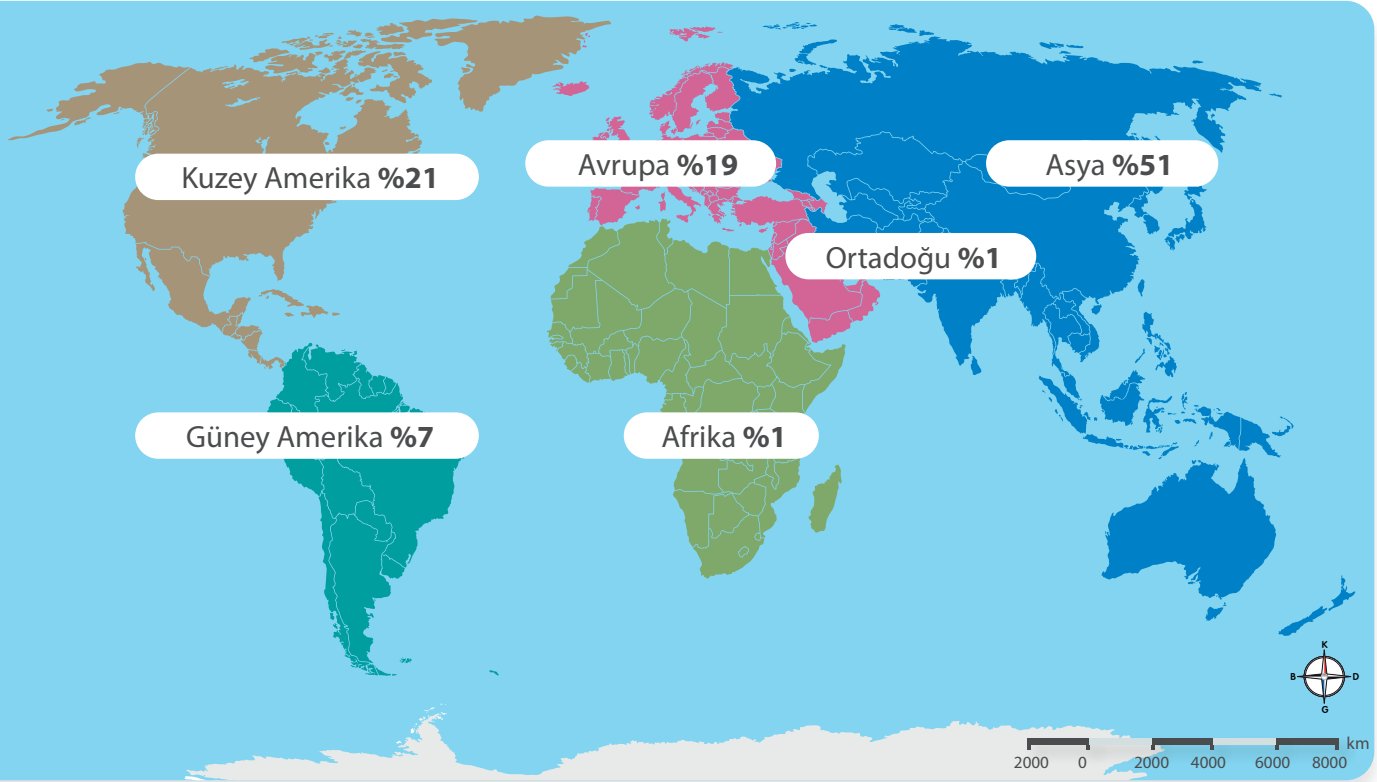 Kuzey Amerika %21
Avrupa %19
Asya %51
Ortadoğu %1
Güney Amerika %7
Afrika %1
K
B
D
G
2000 0 2000 4000 6000 8000 km